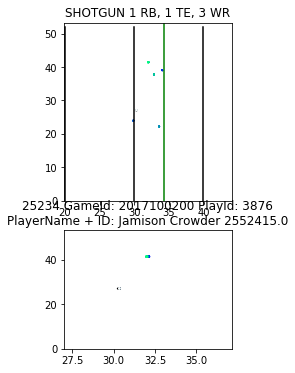 SHOTGUN 1 RB, 1 TE, 3 WR
50
40
30
20
10
0
20 25 30 35 40
25234 GameId: 2017100200 PlayId: 3876
PlayerName + ID: Jamison Crowder 2552415.0
40
20
0
27.5 30.0 32.5 35.0